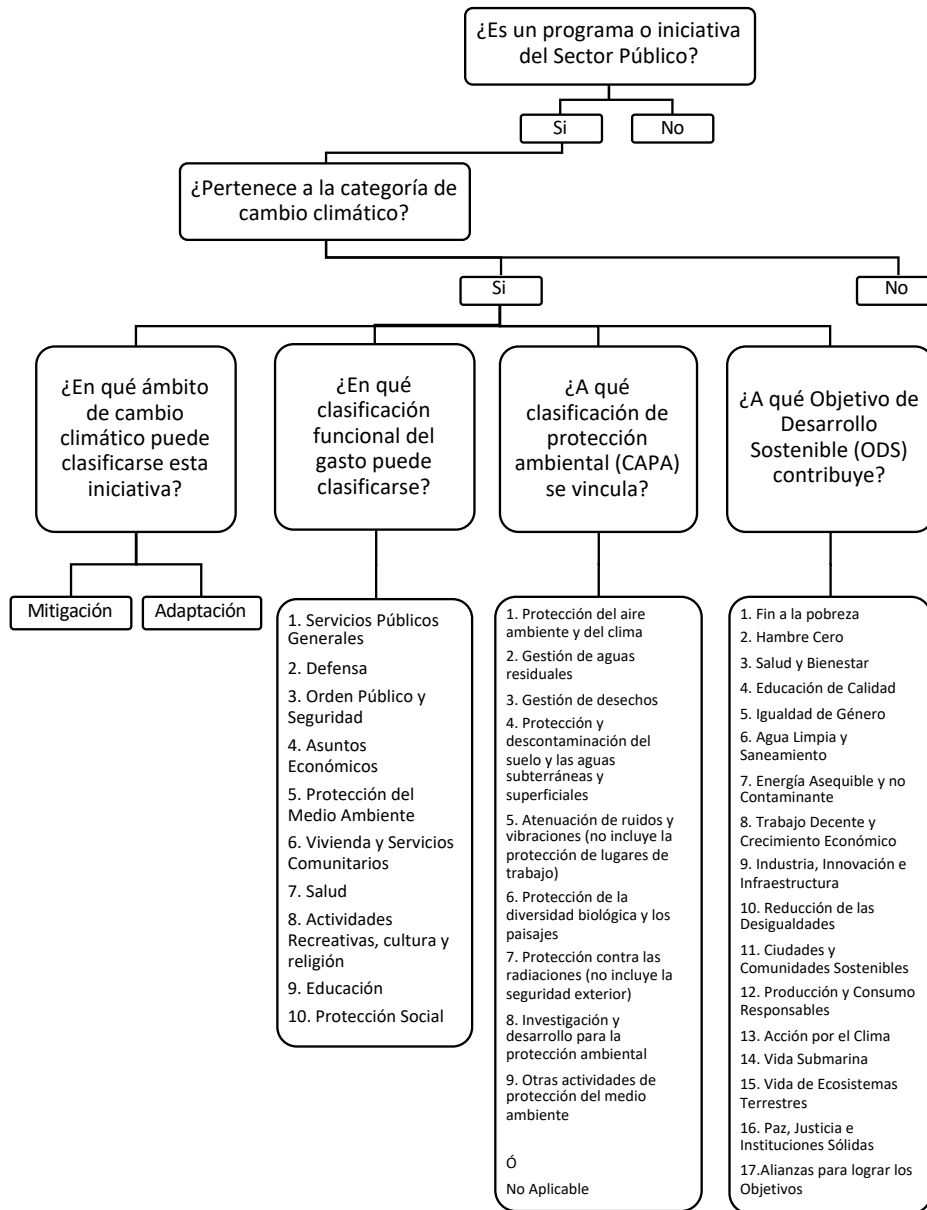 ¿Es un programa o iniciativa
del Sector Público?
Si
No
¿Pertenece a la categoría de
cambio climático?
Si
No
¿En qué ámbito
de cambio
climático puede
clasificarse esta
iniciativa?
Mitigación
Adaptación
¿En qué
clasificación
funcional del
gasto puede
clasificarse?
1. Servicios Públicos
Generales
2. Defensa
3. Orden Público y
Seguridad
4. Asuntos
Económicos
5. Protección del
Medio Ambiente
6. Vivienda y Servicios
Comunitarios
7. Salud
8. Actividades
Recreativas, cultura y
religión
9. Educación
10. Protección Social
¿A qué
clasificación de
protección
ambiental (CAPA)
se vincula?
1. Protección del aire
ambiente y del clima
2. Gestión de aguas
residuales
3. Gestión de desechos
4. Protección y
descontaminación del
suelo y las aguas
subterráneas y
superficiales
5. Atenuación de ruidos y
vibraciones (no incluye la
protección de lugares de
trabajo)
6. Protección de la
diversidad biológica y los
paisajes
7. Protección contra las
radiaciones (no incluye la
seguridad exterior)
8. Investigación y
desarrollo para la
protección ambiental
9. Otras actividades de
protección del medio
ambiente
Ó
No Aplicable
¿A qué Objetivo de
Desarrollo
Sostenible (ODS)
contribuye?
1. Fin a la pobreza
2. Hambre Cero
3. Salud y Bienestar
4. Educación de Calidad
5. Igualdad de Género
6. Agua Limpia y
Saneamiento
7. Energía Asequible y no
Contaminante
8. Trabajo Decente y
Crecimiento Económico
9. Industria, Innovación e
Infraestructura
10. Reducción de las
Desigualdades
11. Ciudades y
Comunidades Sostenibles
12. Producción y Consumo
Responsables
13. Acción por el Clima
14. Vida Submarina
15. Vida de Ecosistemas
Terrestres
16. Paz, Justicia e
Instituciones Sólidas
17.Alianzas para lograr los
Objetivos